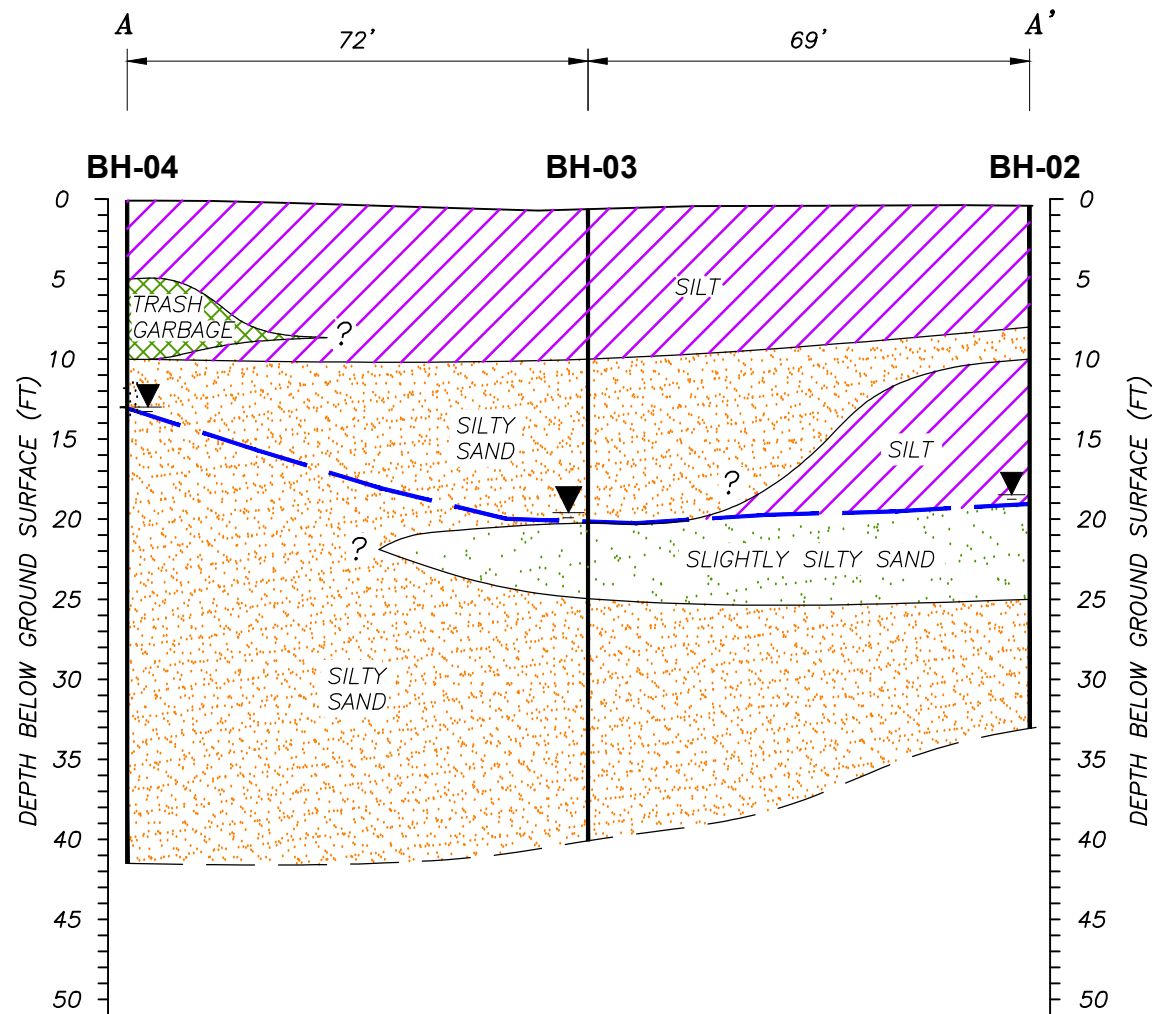 A
A'
72'
69'
BH-04
BH-03
BH-02
0
5
10
15
20
25
30
35
40
45
50
DEPTH BELOW GROUND SURFACE (FT)
SILT
TRASH
GARBAGE
?
SILTY
SAND
SILT
?
?
SLIGHTLY SILTY SAND
SILTY
SAND
0
5
10
15
20
25
30
35
40
45
50
DEPTH BELOW GROUND SURFACE (FT)